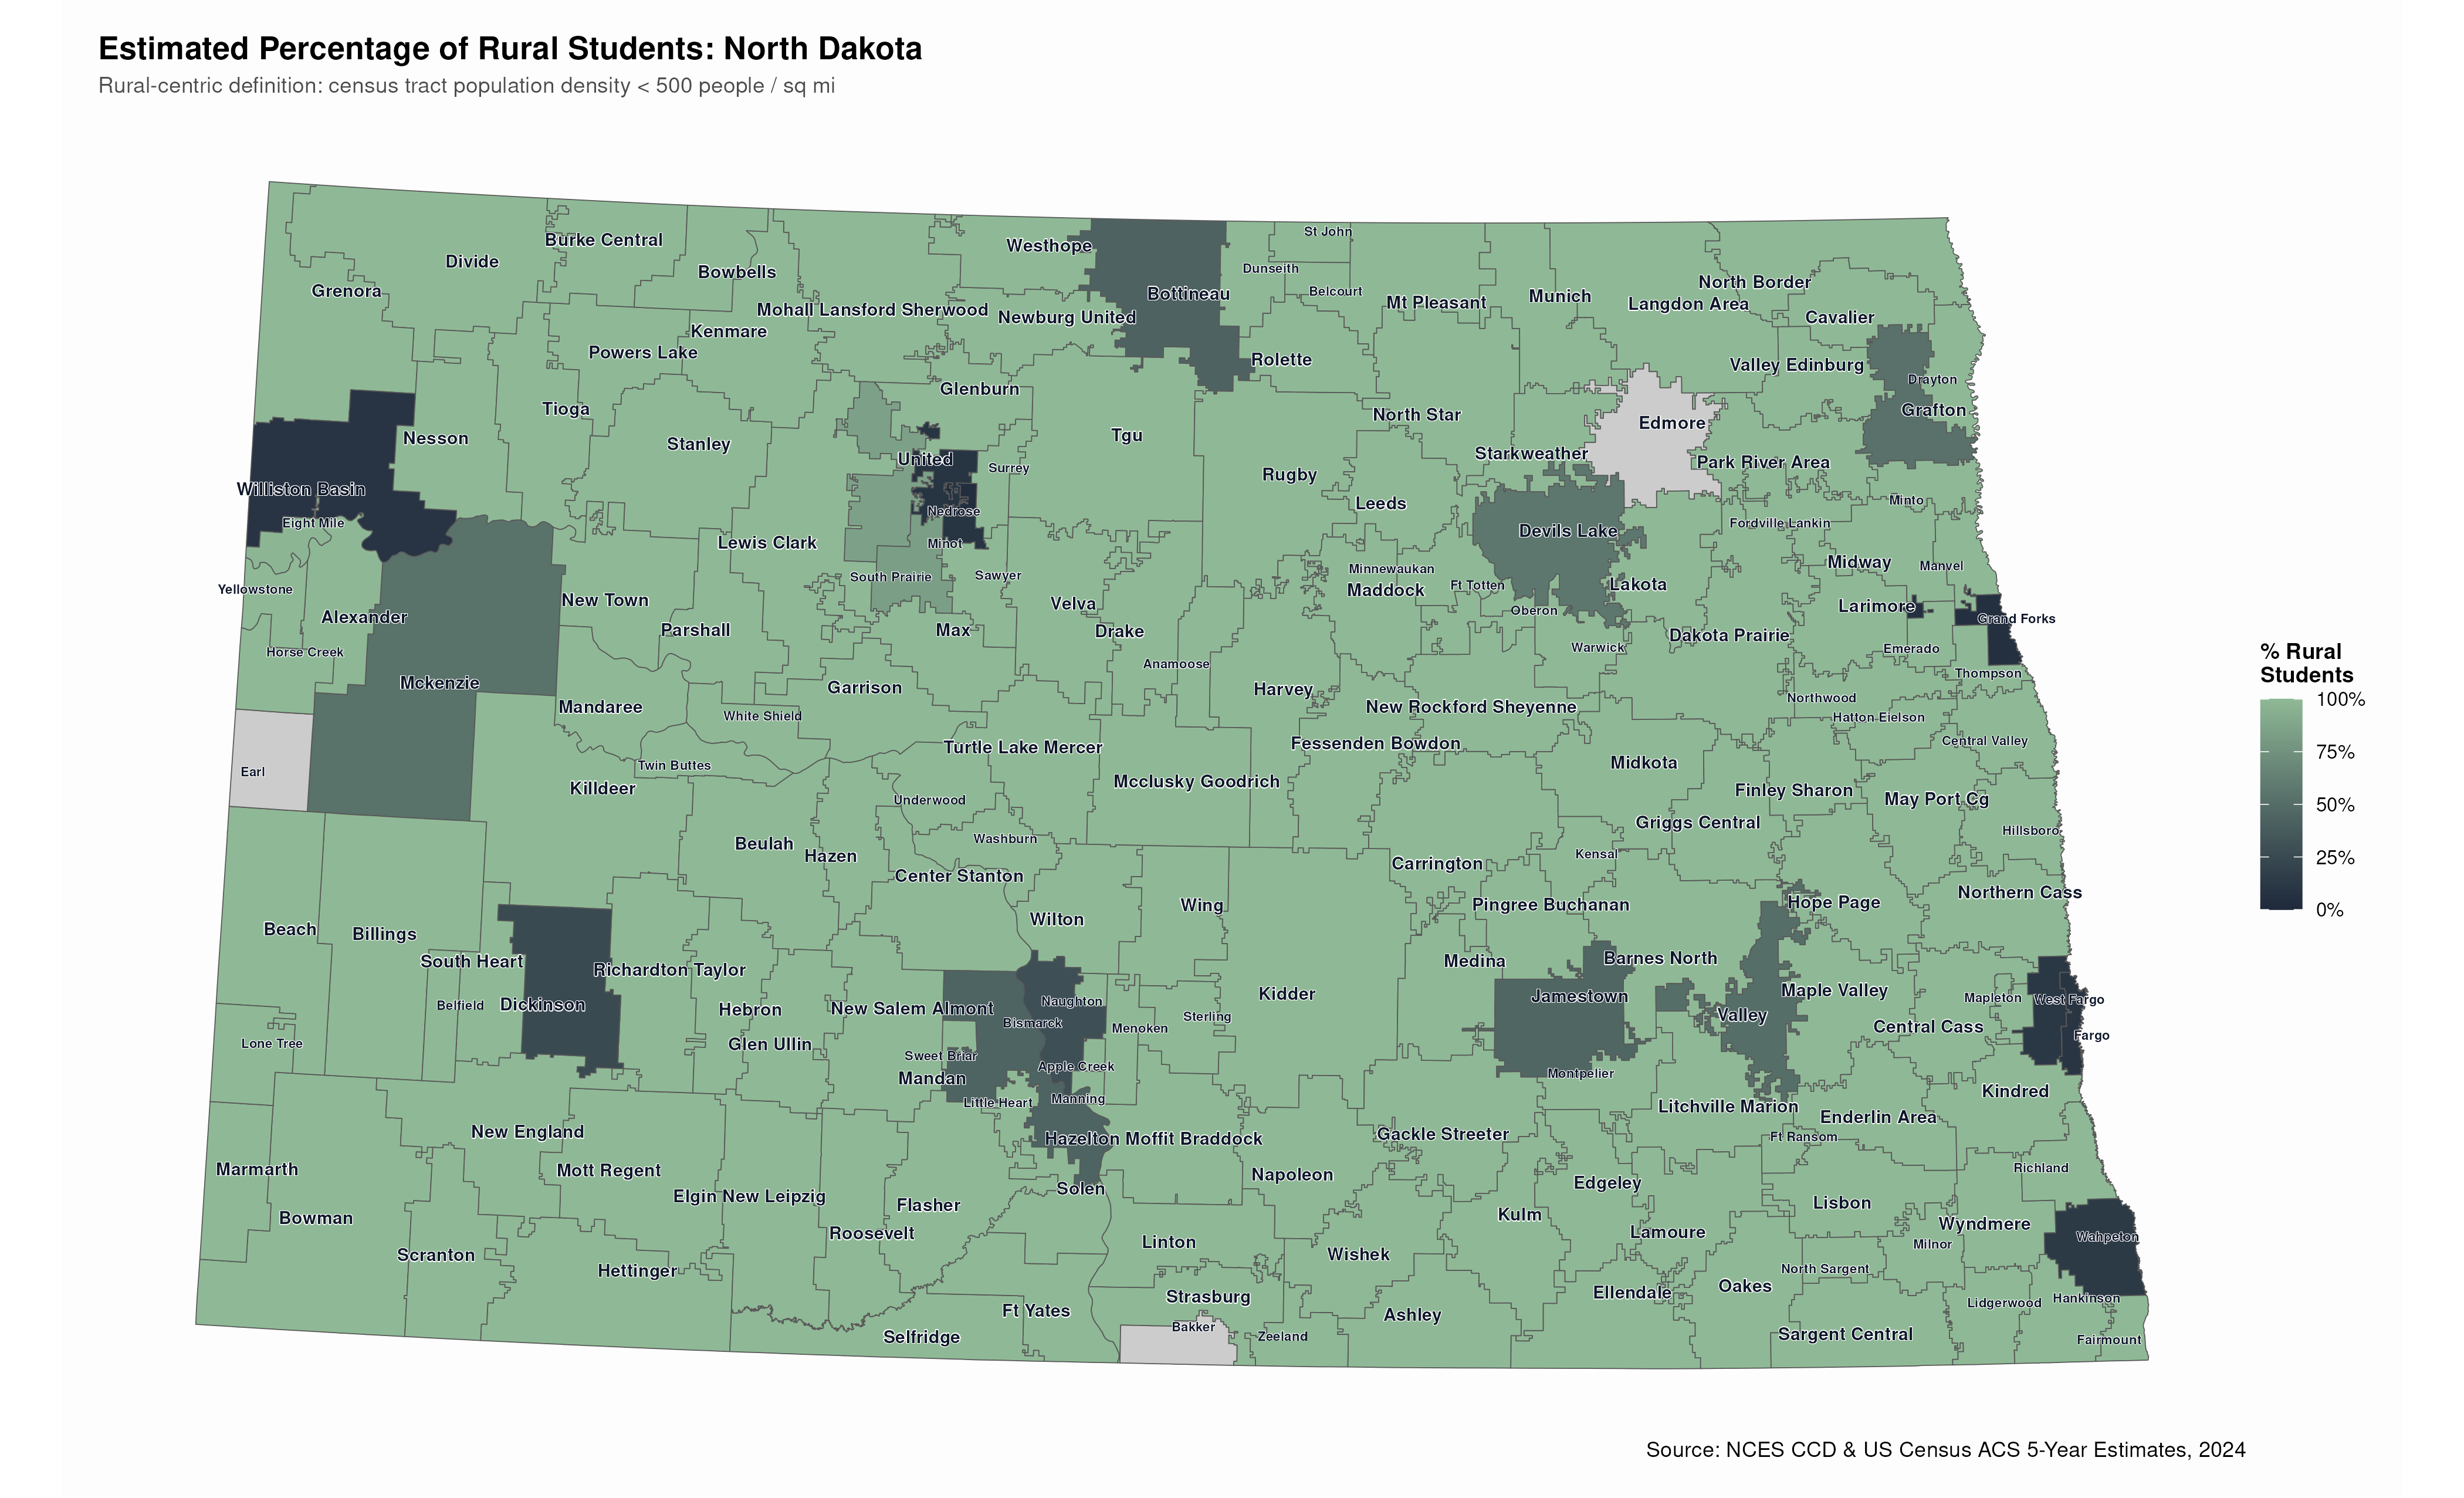 Estimated Percentage of Rural Students: North Dakota
Rural-centric definition: census tract population density < 500 people / sq mi
St John
Burke Central
Westhope
Divide
Bowbells
Dunseith
North Border
Grenora
Belcourt
Bottineau
Munich
Mt Pleasant
Langdon Area
Mohall Lansford Sherwood
Newburg United
Cavalier
Kenmare
Powers Lake
Rolette
Valley Edinburg
Drayton
Glenburn
Tioga
North Star
Grafton
Edmore
Nesson
Stanley
Tgu
Starkweather
United
Surrey
Park River Area
Rugby
Williston Basin
Leeds
Minto
Nedrose
Eight Mile
Fordville Lankin
Devils Lake
Lewis Clark
Minot
Midway
Manvel
South Prairie
Sawyer
Minnewaukan
Yellowstone
Ft Totten
Lakota
Maddock
New Town
Velva
Larimore
Oberon
Alexander
Grand Forks
Parshall
Max
Drake
Dakota Prairie
Warwick
Emerado
Horse Creek
Anamoose
Thompson
Mckenzie
Garrison
Harvey
Northwood
Mandaree
New Rockford Sheyenne
White Shield
Hatton Eielson
Turtle Lake Mercer
Fessenden Bowdon
Central Valley
Twin Buttes
Midkota
Earl
Mcclusky Goodrich
Killdeer
Finley Sharon
Underwood
May Port Cg
Griggs Central
Hillsboro
Washburn
Beulah
Hazen
Kensal
Carrington
Center Stanton
Northern Cass
Wing
Pingree Buchanan
Hope Page
Wilton
Beach
Billings
South Heart
Barnes North
Medina
Richardton Taylor
Kidder
Maple Valley
Jamestown
Mapleton
West Fargo
Naughton
Belfield
Dickinson
New Salem Almont
Hebron
Sterling
Valley
Bismarck
Menoken
Central Cass
Fargo
Lone Tree
Glen Ullin
Sweet Briar
Apple Creek
Montpelier
Mandan
Kindred
Little Heart
Manning
Litchville Marion
Enderlin Area
New England
Hazelton Moffit Braddock
Gackle Streeter
Ft Ransom
Marmarth
Mott Regent
Richland
Napoleon
Edgeley
Solen
Elgin New Leipzig
Flasher
Lisbon
Bowman
Kulm
Wyndmere
Roosevelt
Lamoure
Wahpeton
Linton
Milnor
Scranton
Wishek
Hettinger
North Sargent
Oakes
Ellendale
Strasburg
Hankinson
Lidgerwood
Ft Yates
Ashley
Bakker
Selfridge
Zeeland
Sargent Central
Fairmount
% Rural
Students
100%
75%
50%
25%
0%
Source: NCES CCD & US Census ACS 5-Year Estimates, 2024